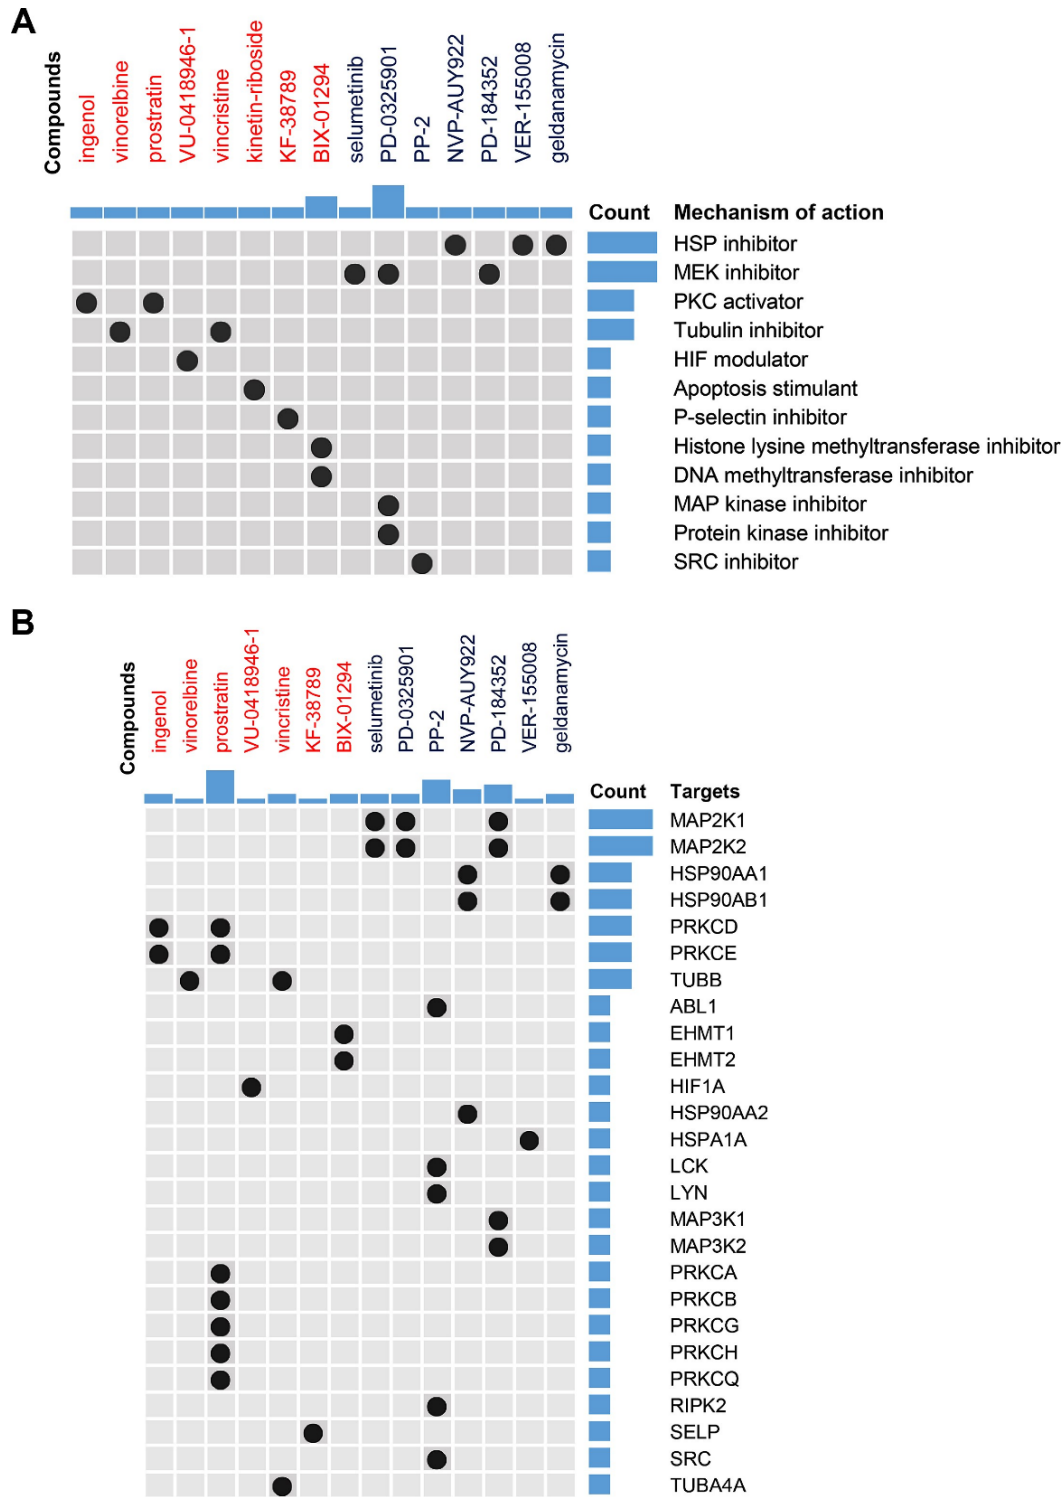 A
Compounds
ingenol
vinorelbine
prostratin
VU-0418946-1
vincristine
kinetin-riboside
KF-38789
BIX-01294
selumetinib
PD-0325901
PP-2
NVP-AUY922
PD-184352
VER-155008
geldanamycin
Count Mechanism of action
HSP inhibitor
MEK inhibitor
PKC activator
Tubulin inhibitor
HIF modulator
Apoptosis stimulant
P-selectin inhibitor
Histone lysine methyltransferase inhibitor
DNA methyltransferase inhibitor
MAP kinase inhibitor
Protein kinase inhibitor
SRC inhibitor
B
Compounds
ingenol
vinorelbine
prostratin
VU-0418946-1
vincristine
KF-38789
BIX-01294
selumetinib
PD-0325901
PP-2
NVP-AUY922
PD-184352
VER-155008
geldanamycin
Count Targets
MAP2K1
MAP2K2
HSP90AA1
HSP90AB1
PRKCD
PRKCE
TUBB
ABL1
EHMT1
EHMT2
HIF1A
HSP90AA2
HSPA1A
LCK
LYN
MAP3K1
MAP3K2
PRKCA
PRKCB
PRKCG
PRKCH
PRKCQ
RIPK2
SELP
SRC
TUBA4A